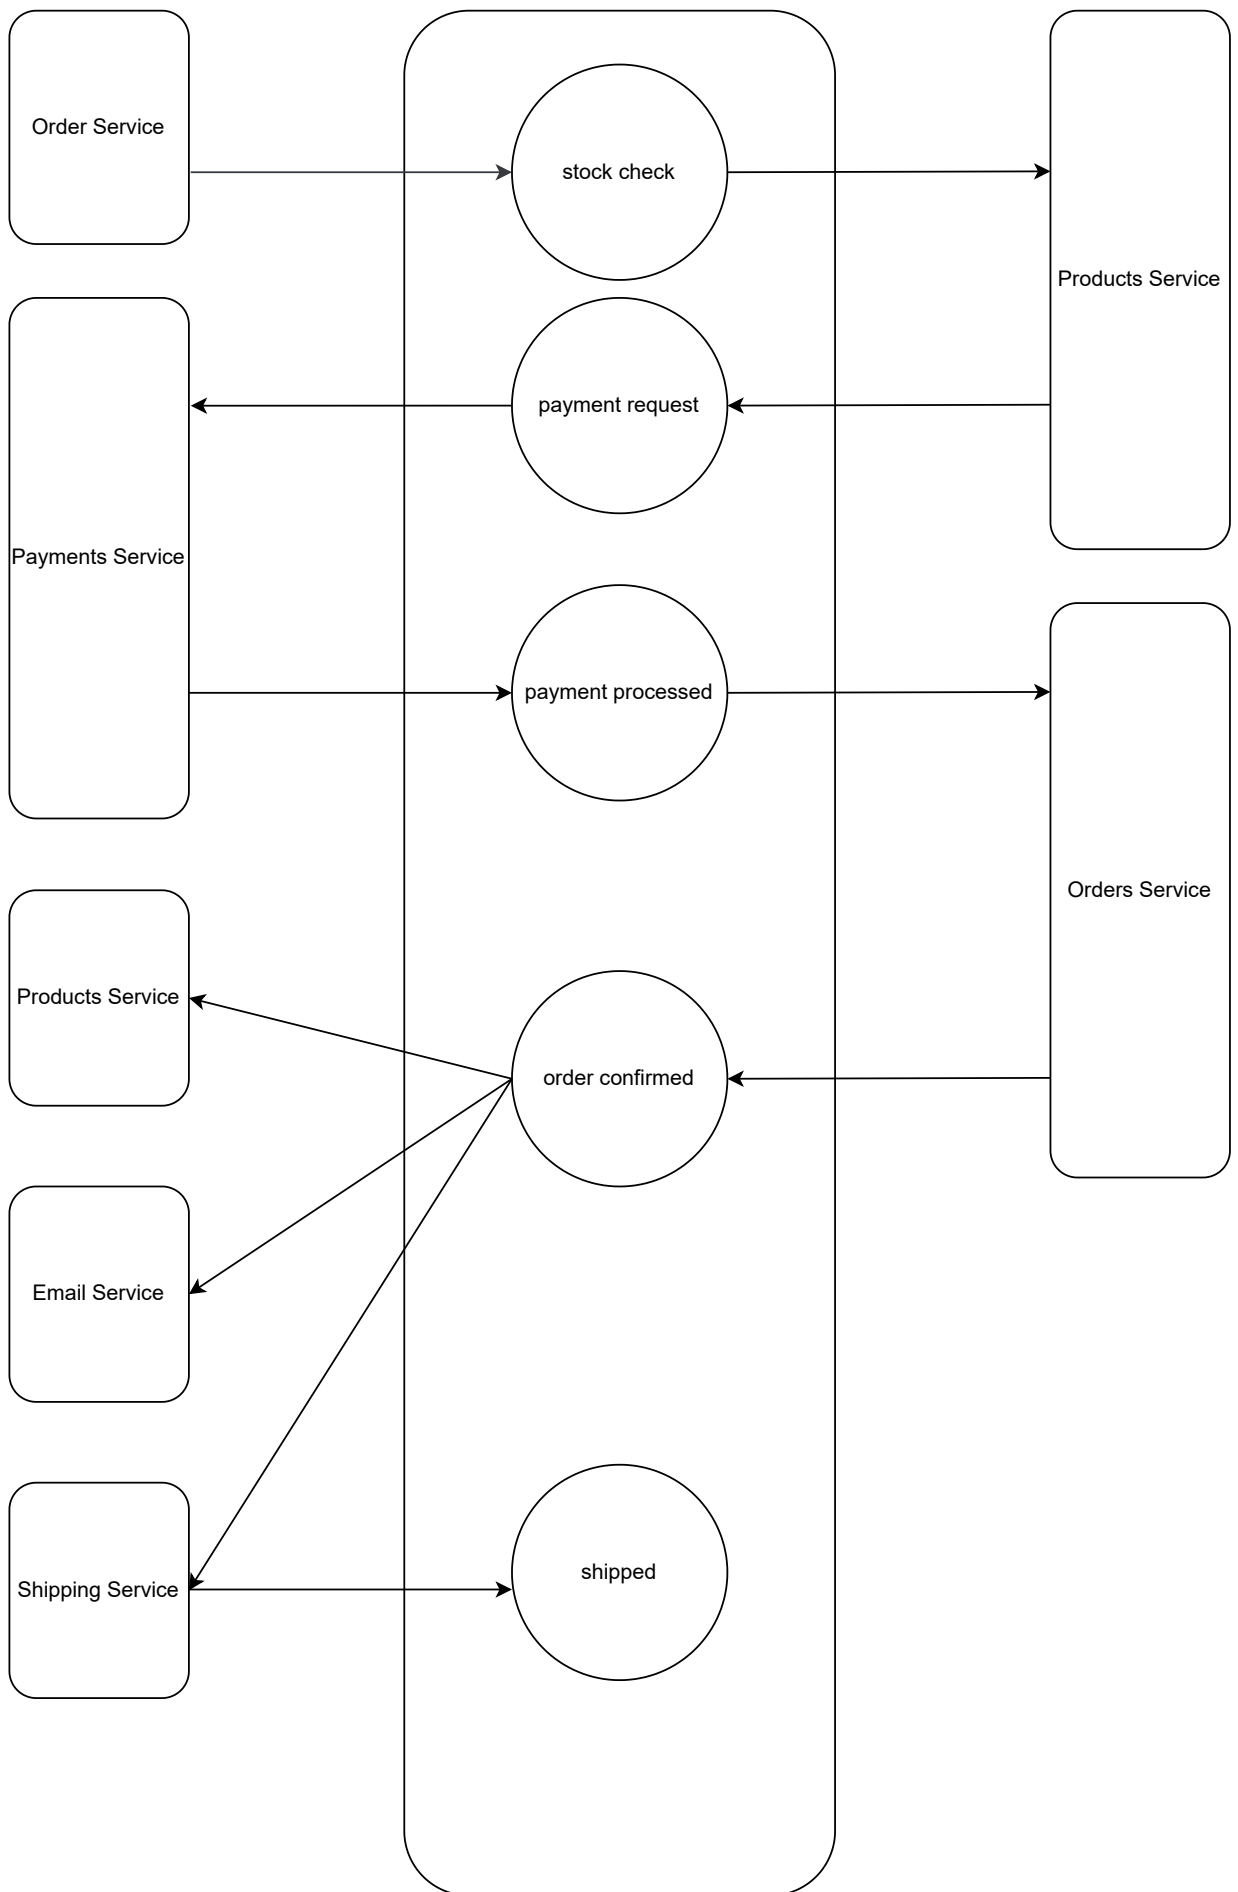 Order Service
stock check
Products Service
payment request
Payments Service
payment processed
Orders Service
Products Service
order confirmed
Email Service
shipped
Shipping Service